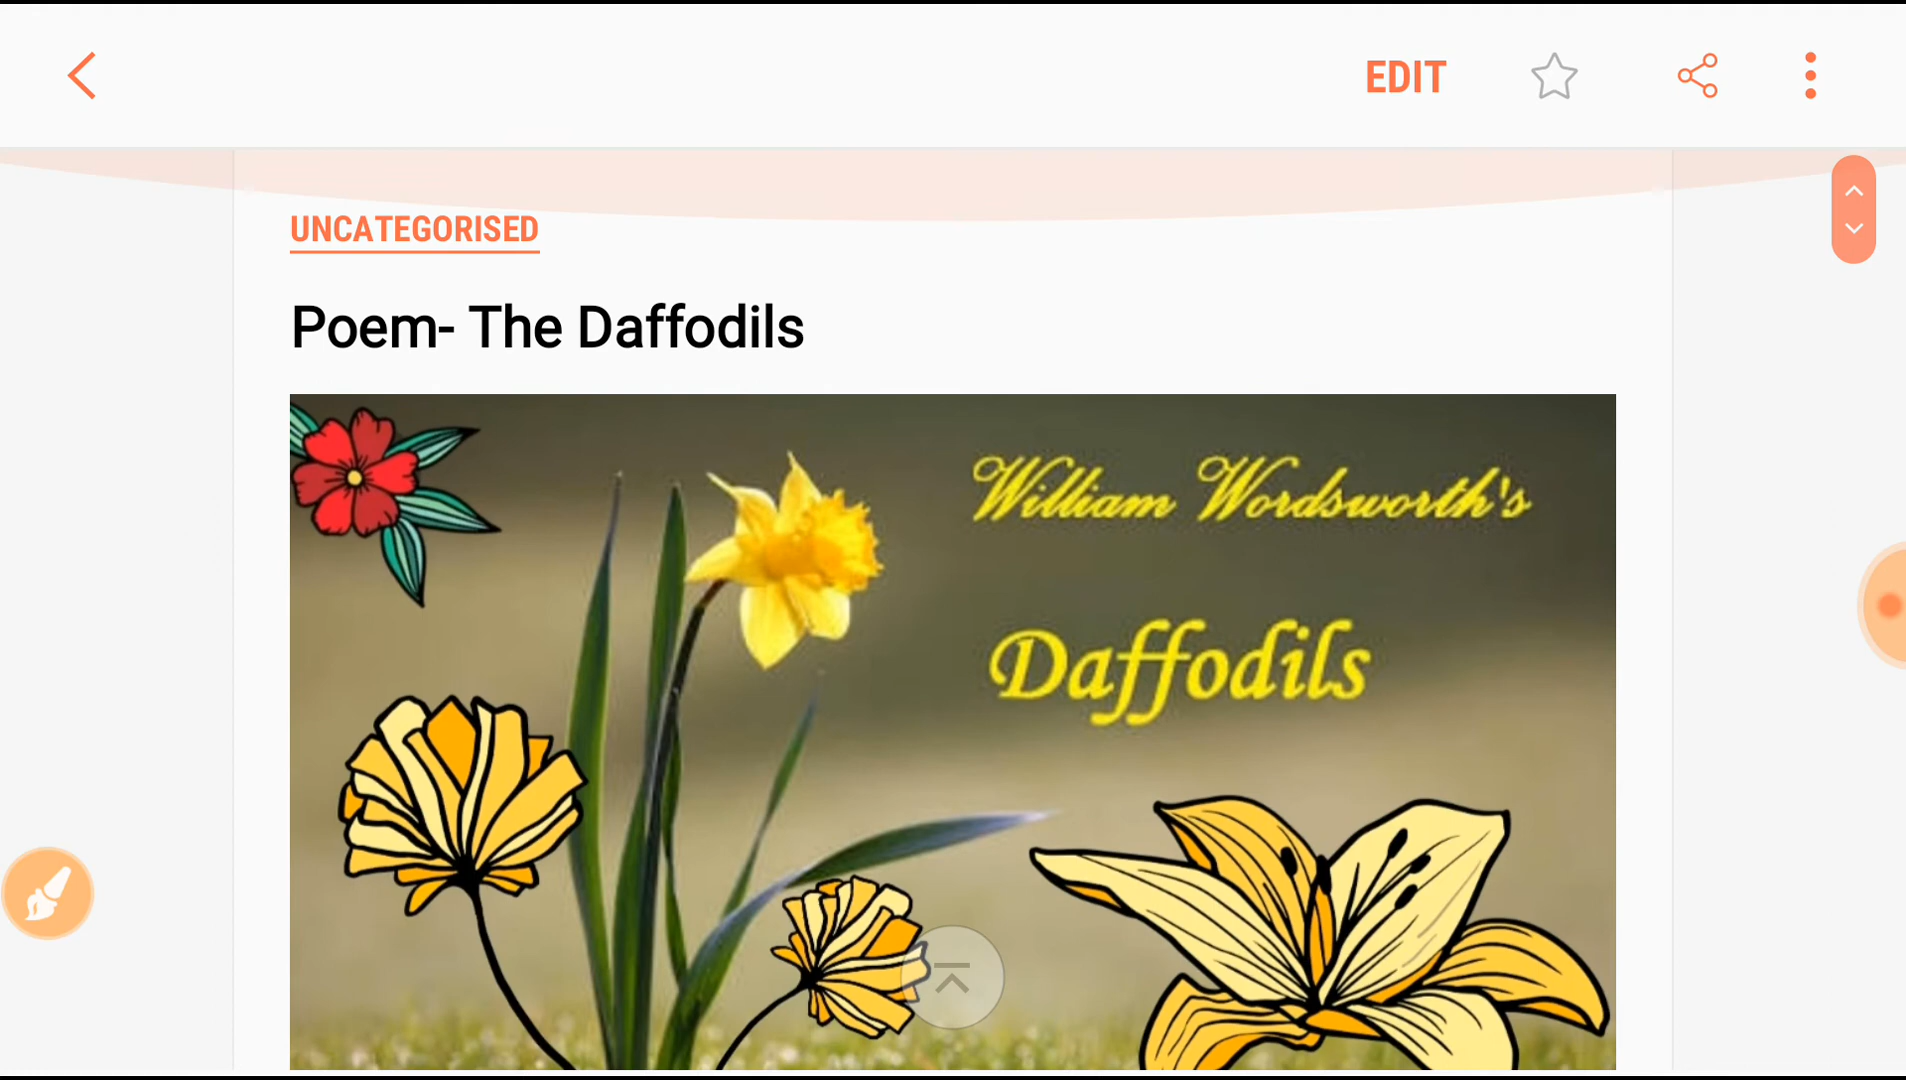 EDIT
UNCATEGORISED
Poem- The Daffodils
William Wordsworth's
Daffodils